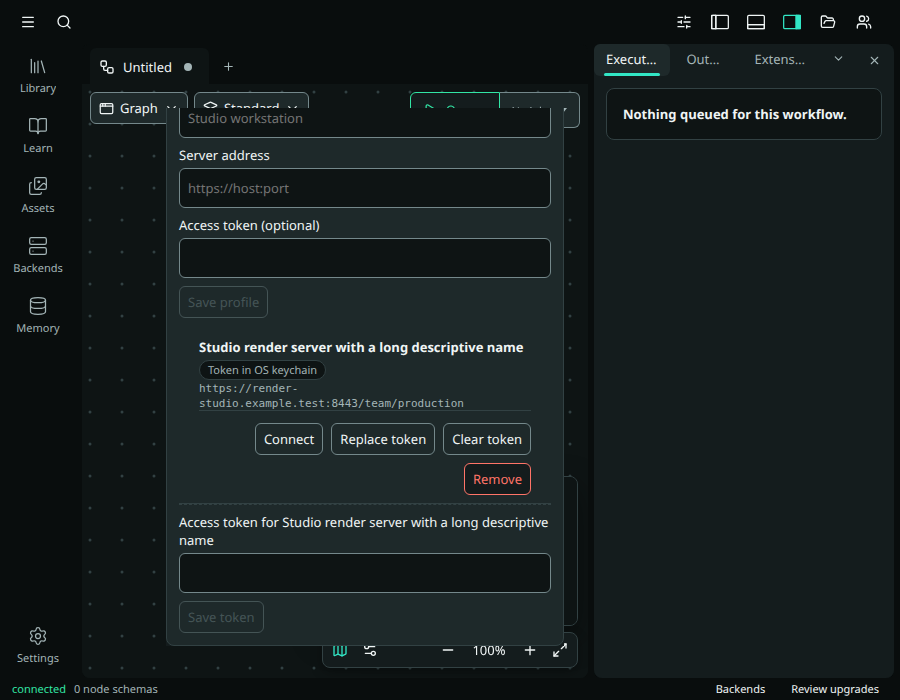 Untitled
Execut...
Out...
Extens...
Library
Learn
Assets
Backends
Memory
Settings
Graph
Standard
Nothing queued for this workflow.
Studio workstation
Server address
https://host:port
Access token (optional)
Save profile
Studio render server with a long descriptive name
Token in OS keychain
https://render-
studio.example.test:8443/team/production
Connect
Replace token
Clear token
Remove
Access token for Studio render server with a long descriptive
name
Save token
100%
connected
0 node schemas
Backends
Review upgrades